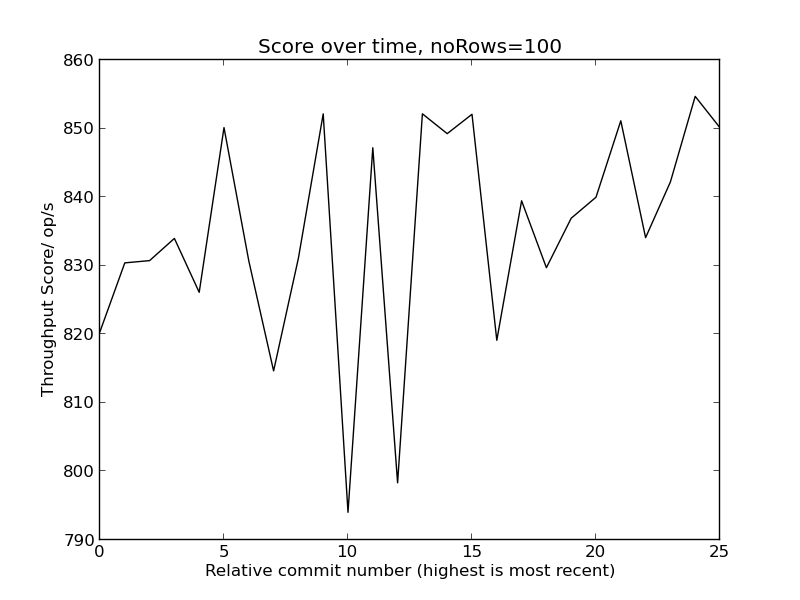 Score over time, noRows=100
860
850
840
830
820
810
800
790
Throughput Score/ op/s
0 5 10 15 20 25
Relative commit number (highest is most recent)